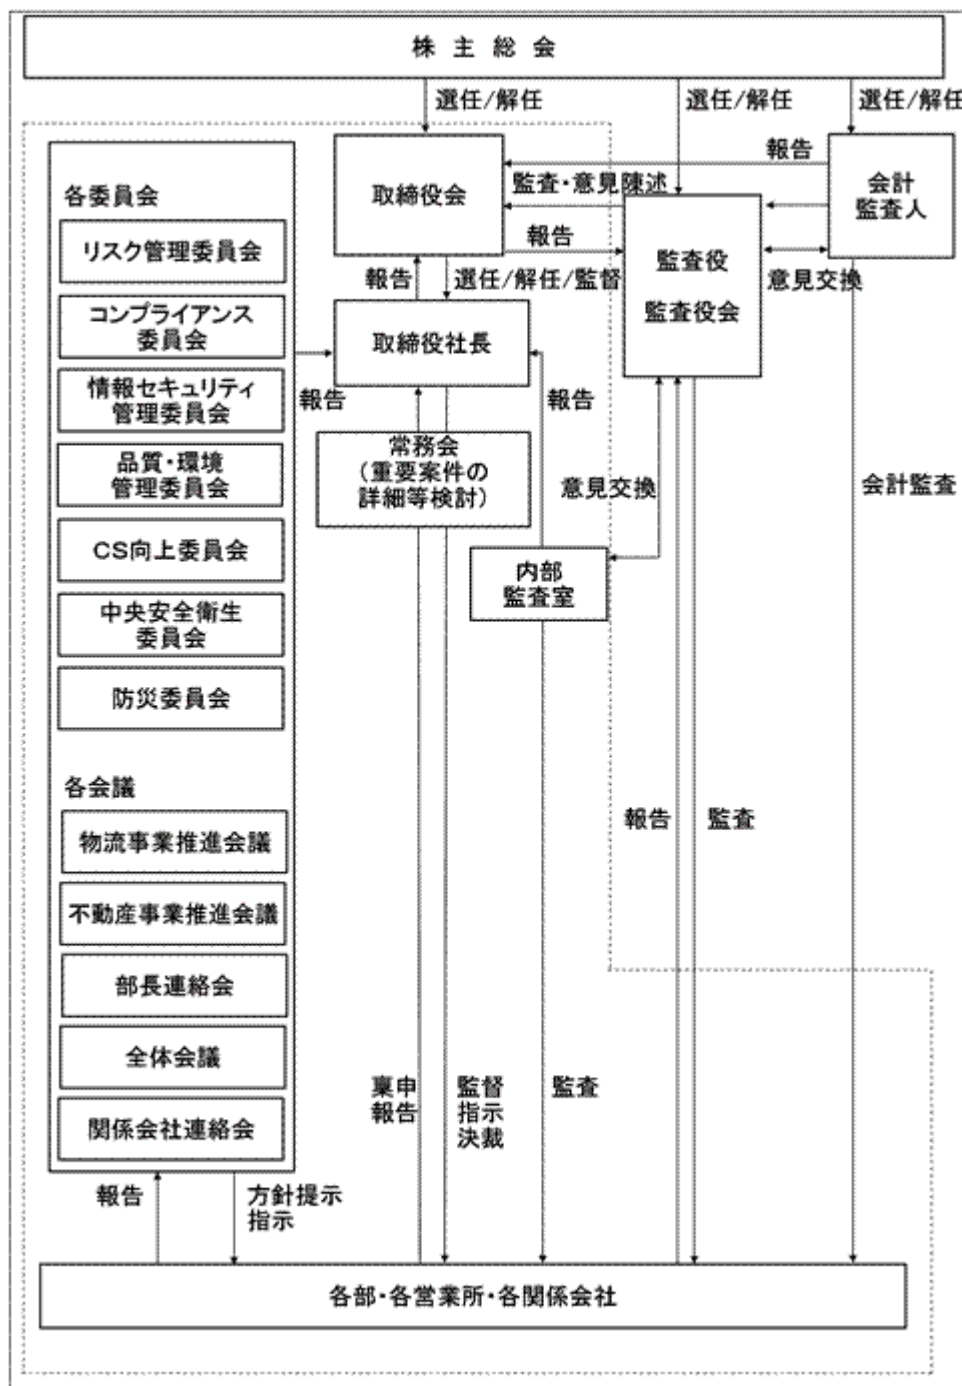 株主総会
選任/解任
選任/解任
選任/解任
各委員会
リスク管理委員会
コンプライアンス
委員会
情報セキュリティ
管理委員会
品質・環境
管理委員会
CS向上委員会
中央安全衛生
委員会
防災委員会
各会議
物流事業推進会議
不動産事業推進会議
部長連絡会
全体会議
関係会社連絡会
報告
方針提示
指示
取締役会
報告
監査・意見陳述
報告
会計
監査人
監査役
監査役会
意見交換
報告
選任/解任/監督
取締役社長
報告
報告
常務会
(重要案件の
詳細等検討)
意見交換
会計監査
内部
監査室
報告
監査
稟申
報告
監督
指示
決裁
監査
各部・各営業所・各関係会社